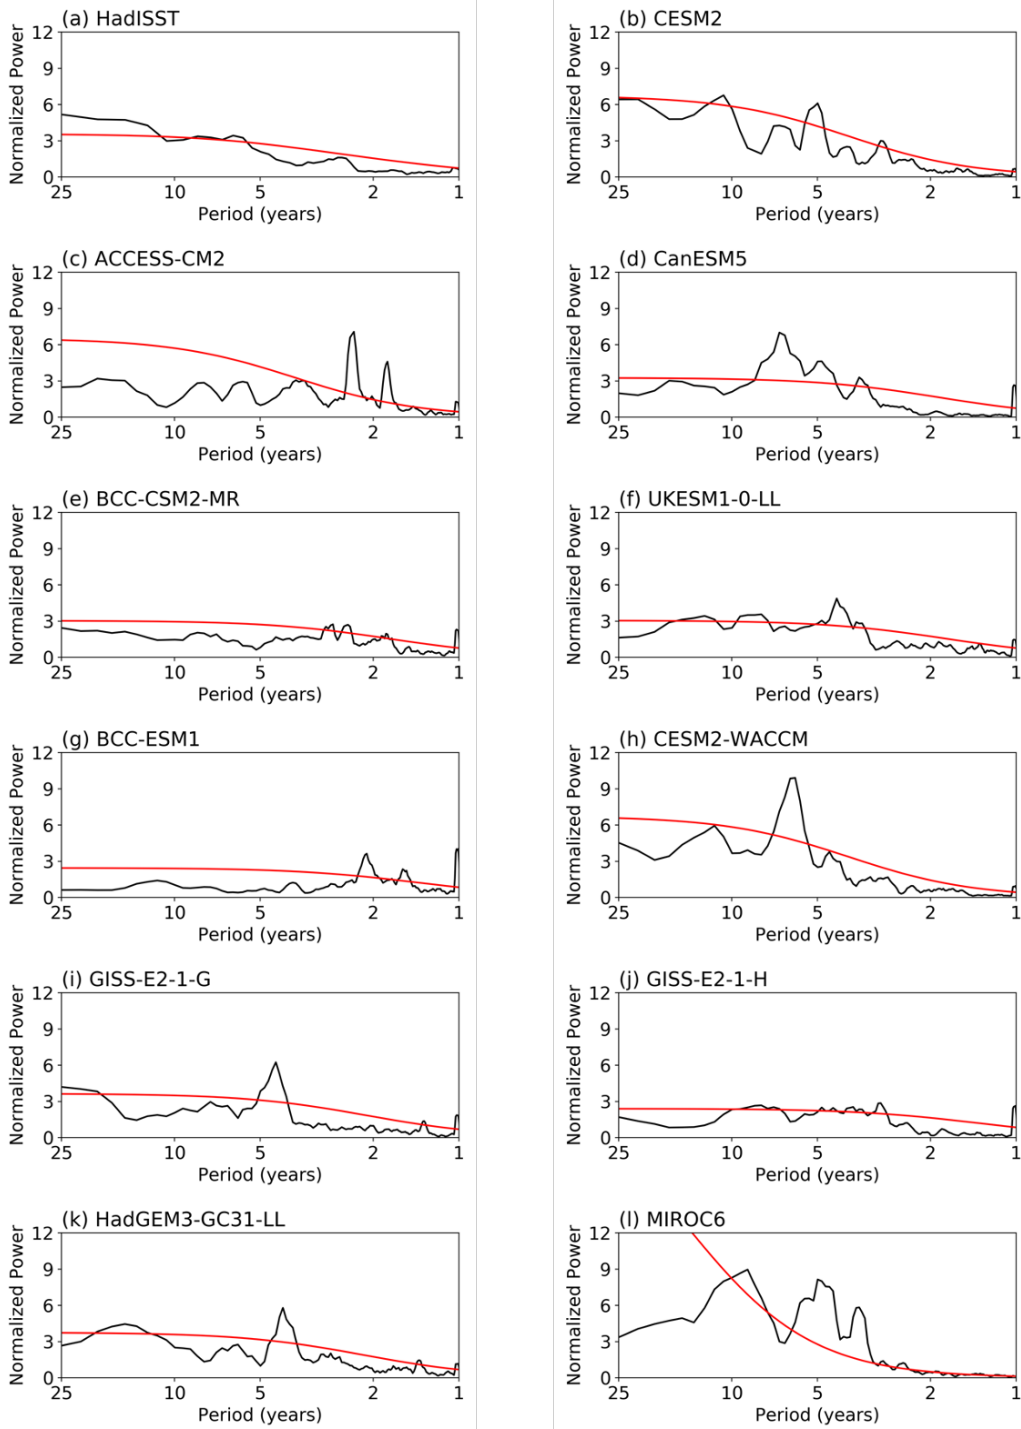 (a) HadISST
Normalized Power
12
9
6
3
0
25 10 5 2 1
Period (years)
(b) CESM2
Normalized Power
12
9
6
3
0
25 10 5 2 1
Period (years)
(c) ACCESS-CM2
Normalized Power
12
9
6
3
0
25 10 5 2 1
Period (years)
(d) CanESM5
Normalized Power
12
9
6
3
0
25 10 5 2 1
Period (years)
(e) BCC-CSM2-MR
Normalized Power
12
9
6
3
0
25 10 5 2 1
Period (years)
(f) UKESM1-0-LL
Normalized Power
12
9
6
3
0
25 10 5 2 1
Period (years)
(g) BCC-ESM1
Normalized Power
12
9
6
3
0
25 10 5 2 1
Period (years)
(h) CESM2-WACCM
Normalized Power
12
9
6
3
0
25 10 5 2 1
Period (years)
(i) GISS-E2-1-G
Normalized Power
12
9
6
3
0
25 10 5 2 1
Period (years)
(j) GISS-E2-1-H
Normalized Power
12
9
6
3
0
25 10 5 2 1
Period (years)
(k) HadGEM3-GC31-LL
Normalized Power
12
9
6
3
0
25 10 5 2 1
Period (years)
(l) MIROC6
Normalized Power
12
9
6
3
0
25 10 5 2 1
Period (years)